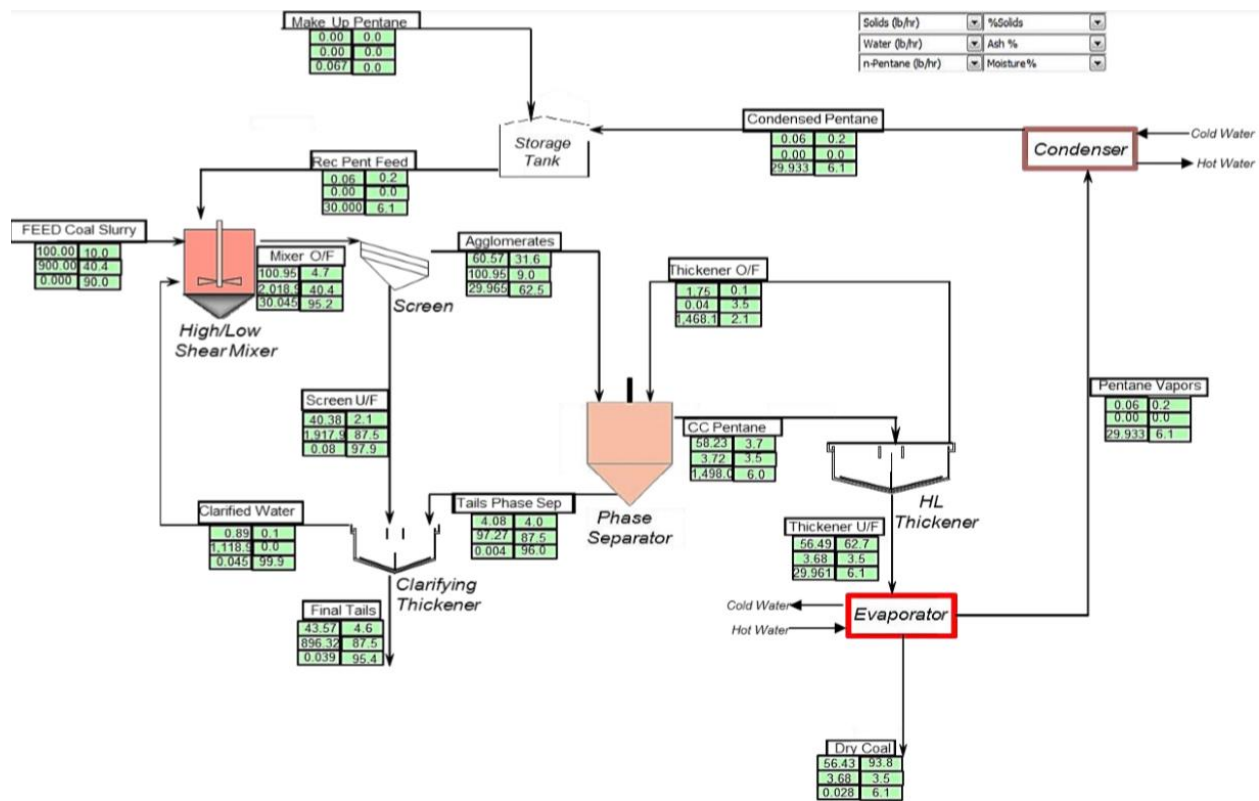 Make Up Pentane
0.00 0.0
0.00 0.0
0.067 0.0
Solids (lb/hr) %Solids
Water (lb/hr) Ash %
n-Pentane (lb/hr) Moisture%
Storage
Tank
Condensed Pentane
0.06 0.2
0.00 0.0
29.933 6.1
Condenser
Cold Water
Hot Water
Rec Pent Feed
0.06 0.2
0.00 0.0
30.000 6.1
FEED Coal Slurry
100.00 10.0
900.00 40.4
0.000 90.0
High/Low
Shear Mixer
Mixer O/F
100.95 4.7
2,018.9 40.4
30.045 95.2
Screen
Agglomerates
60.57 31.6
100.95 9.0
29.965 62.5
Thickener O/F
1.75 0.1
0.04 3.5
1,468.1 2.1
Screen U/F
40.38 2.1
1,917.9 87.5
0.08 97.9
Phase
Separator
CC Pentane
58.23 3.7
3.72 3.5
1,498.0 6.0
HL
Thickener
Pentane Vapors
0.06 0.2
0.00 0.0
29.933 6.1
Clarified Water
0.89 0.1
1,118.9 0.0
0.045 99.9
Tails Phase Sep
4.08 4.0
97.27 87.5
0.004 96.0
Clarifying
Thickener
Thickener U/F
56.49 62.7
3.68 3.5
29.961 6.1
Final Tails
43.57 4.6
896.32 87.5
0.039 95.4
Cold Water
Hot Water
Evaporator
Dry Coal
56.43 93.8
3.68 3.5
0.028 6.1